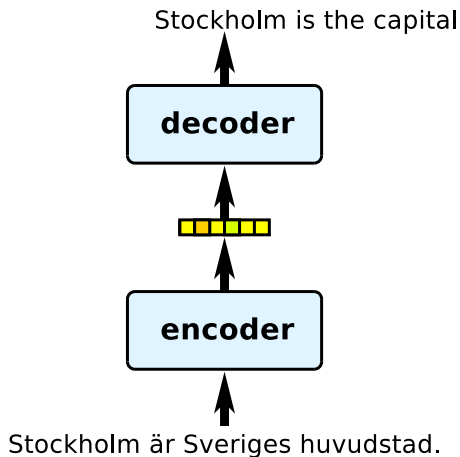 Stockholm is the capital
decoder
encoder
Stockholm är Sveriges huvudstad.